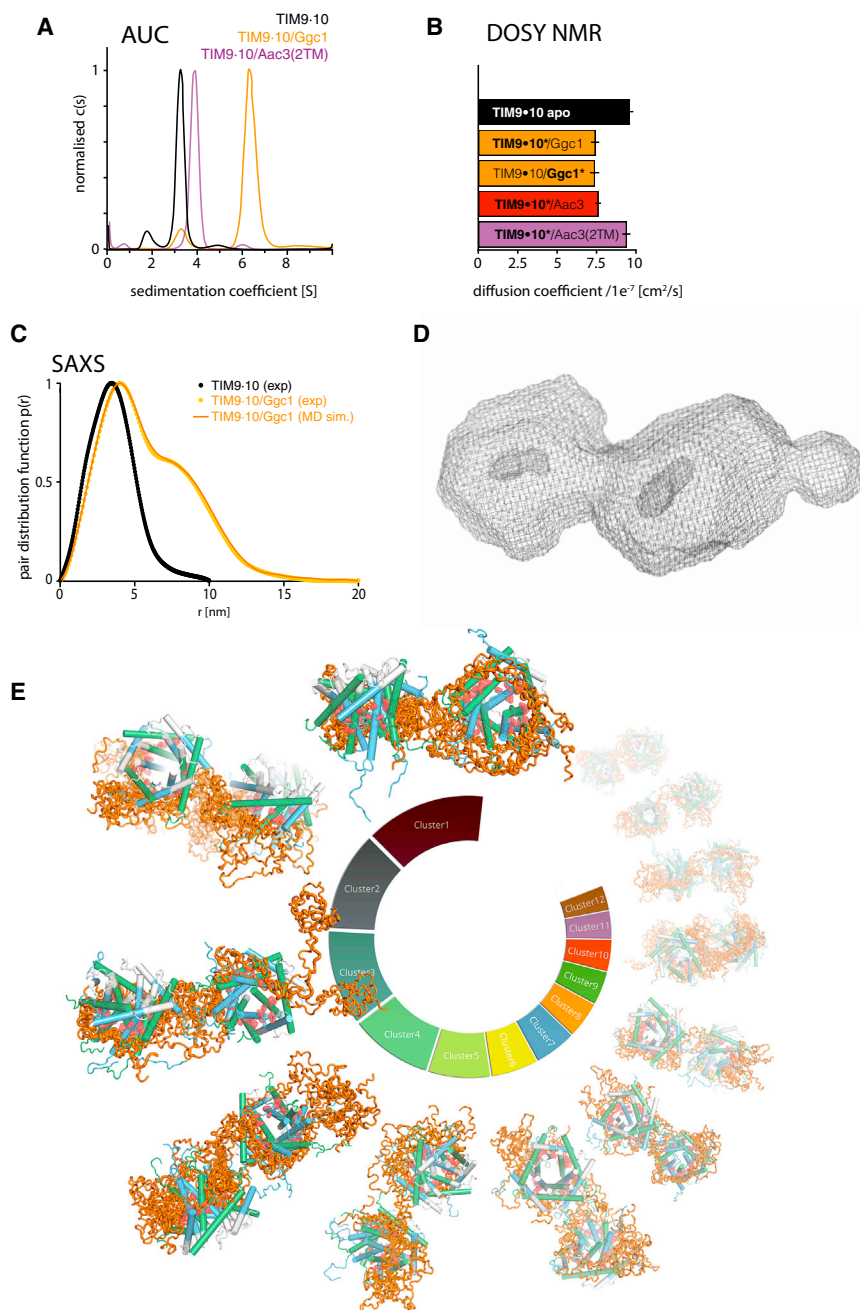 A
AUC
TIM9·10
TIM9·10/Ggc1
TIM9·10/Aac3(2TM)
normalised c(s)
1
0
0 2 4 6 8
sedimentation coefficient [S]
B
DOSY NMR
TIM9•10 apo
TIM9•10*/Ggc1
TIM9•10/Ggc1*
TIM9•10*/Aac3
TIM9•10*/Aac3(2TM)
0 2.5 5 7.5 10
diffusion coefficient /1e⁻⁷ [cm²/s]
C
SAXS
TIM9·10 (exp)
TIM9·10/Ggc1 (exp)
TIM9·10/Ggc1 (MD sim.)
pair distribution function p(r)
1
0.5
0
0 5 10 15 20
r [nm]
D
E
Cluster1
Cluster2
Cluster3
Cluster4
Cluster5
Cluster6
Cluster7
Cluster8
Cluster9
Cluster10
Cluster11
Cluster12